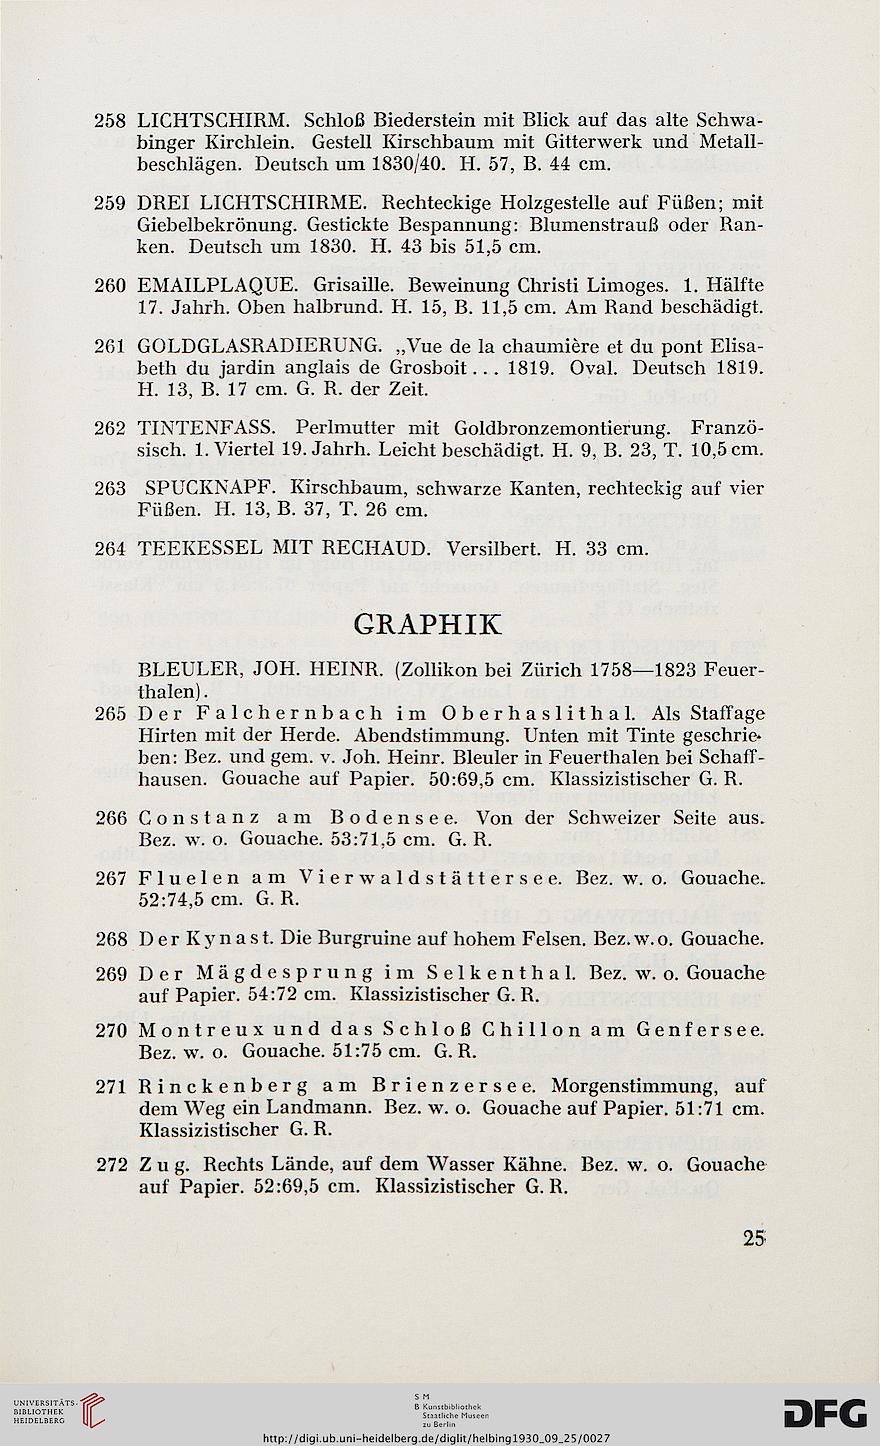 258 LICHTSCHIRM. Schloß Biederstein mit Blick auf das alte Schwa-
binger Kirchlein. Gestell Kirschbaum mit Gitterwerk und Metall-
beschlägen. Deutsch um 1830/40. H. 57, B. 44 cm.
259 DREI LICHTSCHIRME. Rechteckige Holzgestelle auf Füßen; mit
Giebelbekrönung. Gestickte Bespannung: Blumenstrauß oder Ran-
ken. Deutsch um 1830. H. 43 bis 51,5 cm.
260 EMAILPLAQUE. Grisaille. Beweinung Christi Limoges. 1. Hälfte
17. Jahrh. Oben halbrund. H. 15, B. 11,5 cm. Am Rand beschädigt.
261 GOLDGLASRADIERUNG. „Vue de la chaumière et du pont Elisa-
beth du jardin anglais de Grosboit... 1819. Oval. Deutsch 1819.
H. 13, B. 17 cm. G. R. der Zeit.
262 TINTENFASS. Perlmutter mit Goldbronzemontierung. Franzö-
sisch. 1. Viertel 19. Jahrh. Leicht beschädigt. H. 9, B. 23, T. 10,5 cm.
263 SPUCKNAPF. Kirschbaum, schwarze Kanten, rechteckig auf vier
Füßen. H. 13, B. 37, T. 26 cm.
264 TEEKESSEL MIT RECHAUD. Versilbert. H. 33 cm.
GRAPHIK
BLEULER, JOH. HEINR. (Zollikon bei Zürich 1758—1823 Feuer-
thalen).
265 Der Falchernbach im Oberhaslithal. Als Staffage
Hirten mit der Herde. Abendstimmung. Unten mit Tinte geschrie-
ben: Bez. und gem. v. Joh. Heinr. Bleuler in Feuerthalen bei Schaff-
hausen. Gouache auf Papier. 50:69,5 cm. Klassizistischer G. R.
266 Constanz am Bodensee. Von der Schweizer Seite aus.
Bez. w. o. Gouache. 53:71,5 cm. G. R.
267 Fluelen am Vierwaldstättersee. Bez. w. o. Gouache.
52:74,5 cm. G. R.
268 Der Kynast. Die Burgruine auf hohem Felsen. Bez. w. o. Gouache.
269 Der Mägdesprung im Selkenthal. Bez. w. o. Gouache
auf Papier. 54:72 cm. Klassizistischer G. R.
270 Montreux und das Schloß Chillon am Genfersee.
Bez. w. o. Gouache. 51:75 cm. G. R.
271 Rinckenberg am Brienzersee. Morgenstimmung, auf
dem Weg ein Landmann. Bez. w. o. Gouache auf Papier. 51:71 cm.
Klassizistischer G. R.
272 Zug. Rechts Lände, auf dem Wasser Kähne. Bez. w. o. Gouache
auf Papier. 52:69,5 cm. Klassizistischer G. R.
25
UNIVERSITÄTS-
BIBLIOTHEK
HEIDELBERG
S M
B Kunstbibliothek
Staatliche Museen
zu Berlin
DFG
http://digi.ub.uni-heidelberg.de/diglit/helbing1930_09_25/0027